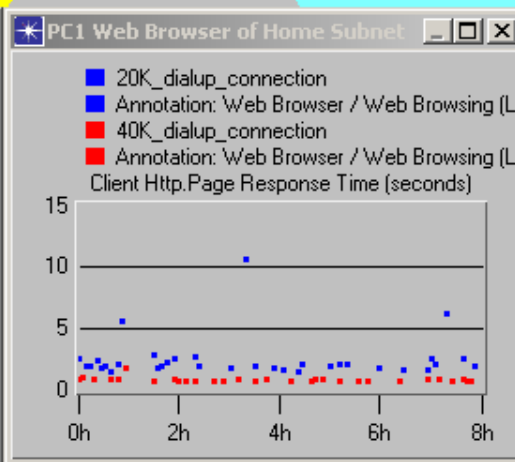 PC1 Web Browser of Home Subnet
20K_dialup_connection
Annotation: Web Browser / Web Browsing (L
40K_dialup_connection
Annotation: Web Browser / Web Browsing (L
Client Http.Page Response Time (seconds)
15
10
5
0
0h 2h 4h 6h 8h